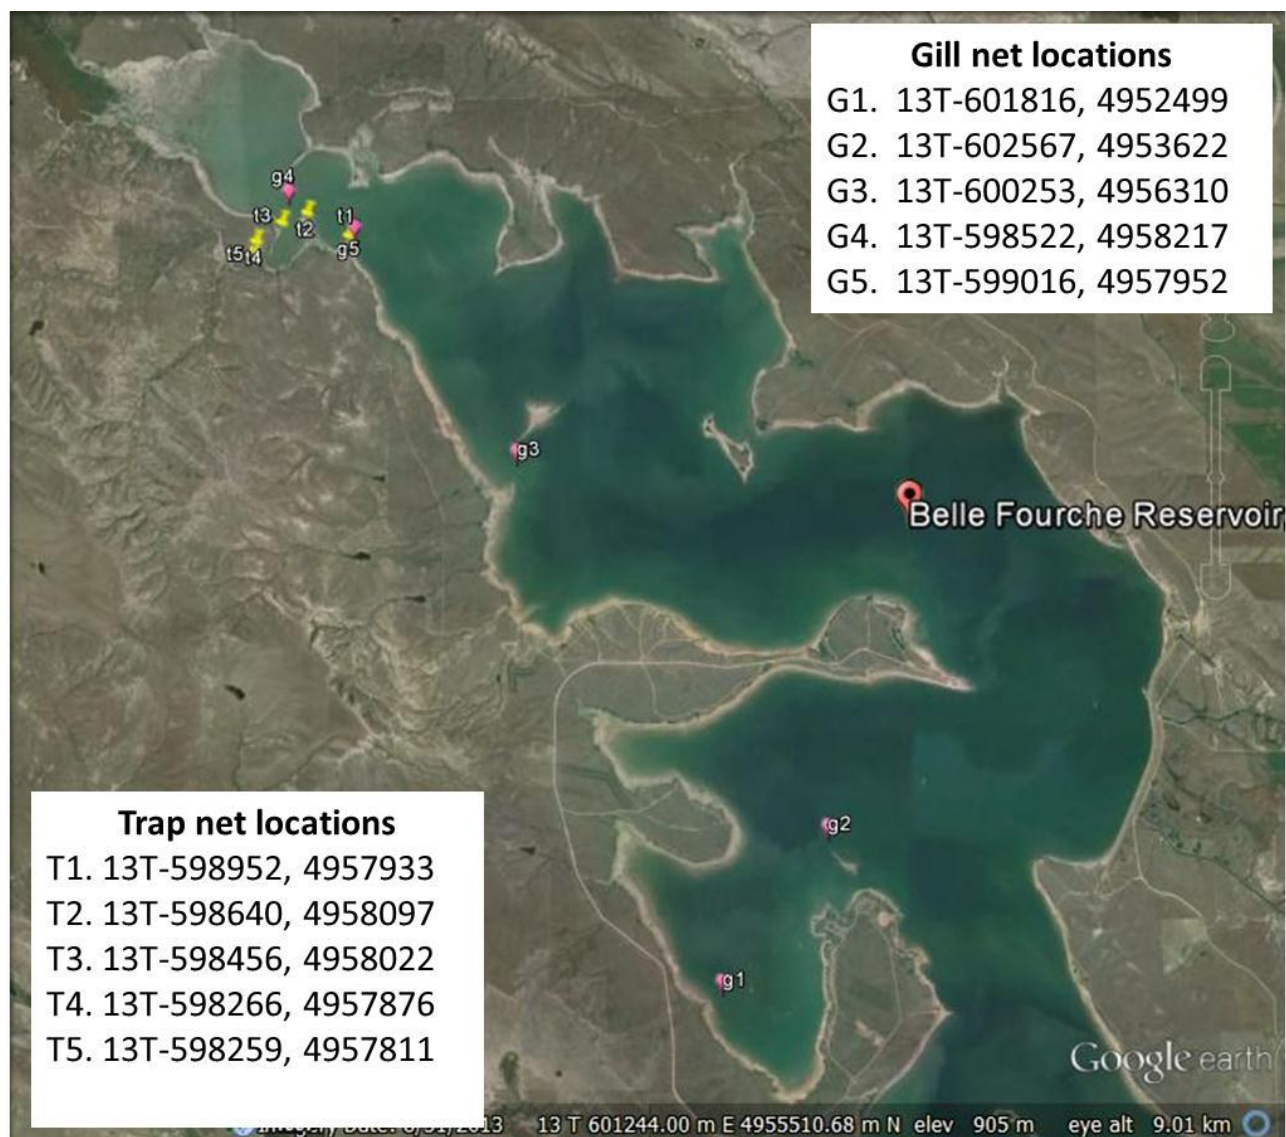 Gill net locations
G1. 13T-601816, 4952499
G2. 13T-602567, 4953622
G3. 13T-600253, 4956310
G4. 13T-598522, 4958217
G5. 13T-599016, 4957952
g4
t3
t2
t1
g5
t5
t4
g3
Belle Fourche Reservoir
g2
g1
Trap net locations
T1. 13T-598952, 4957933
T2. 13T-598640, 4958097
T3. 13T-598456, 4958022
T4. 13T-598266, 4957876
T5. 13T-598259, 4957811
Google earth
2013 13 T 601244.00 m E 4955510.68 m N elev 905 m eye alt 9.01 km